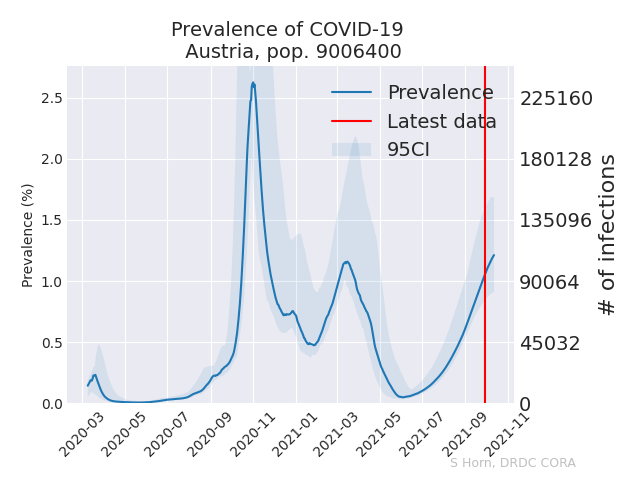 Prevalence of COVID-19
Austria, pop. 9006400
Prevalence
Latest data
95CI
Prevalence (%)
2.5
2.0
1.5
1.0
0.5
0.0
225160
180128
135096
90064
45032
0
# of infections
2020-03
2020-05
2020-07
2020-09
2020-11
2021-01
2021-03
2021-05
2021-07
2021-09
2021-11
S Horn, DRDC CORA